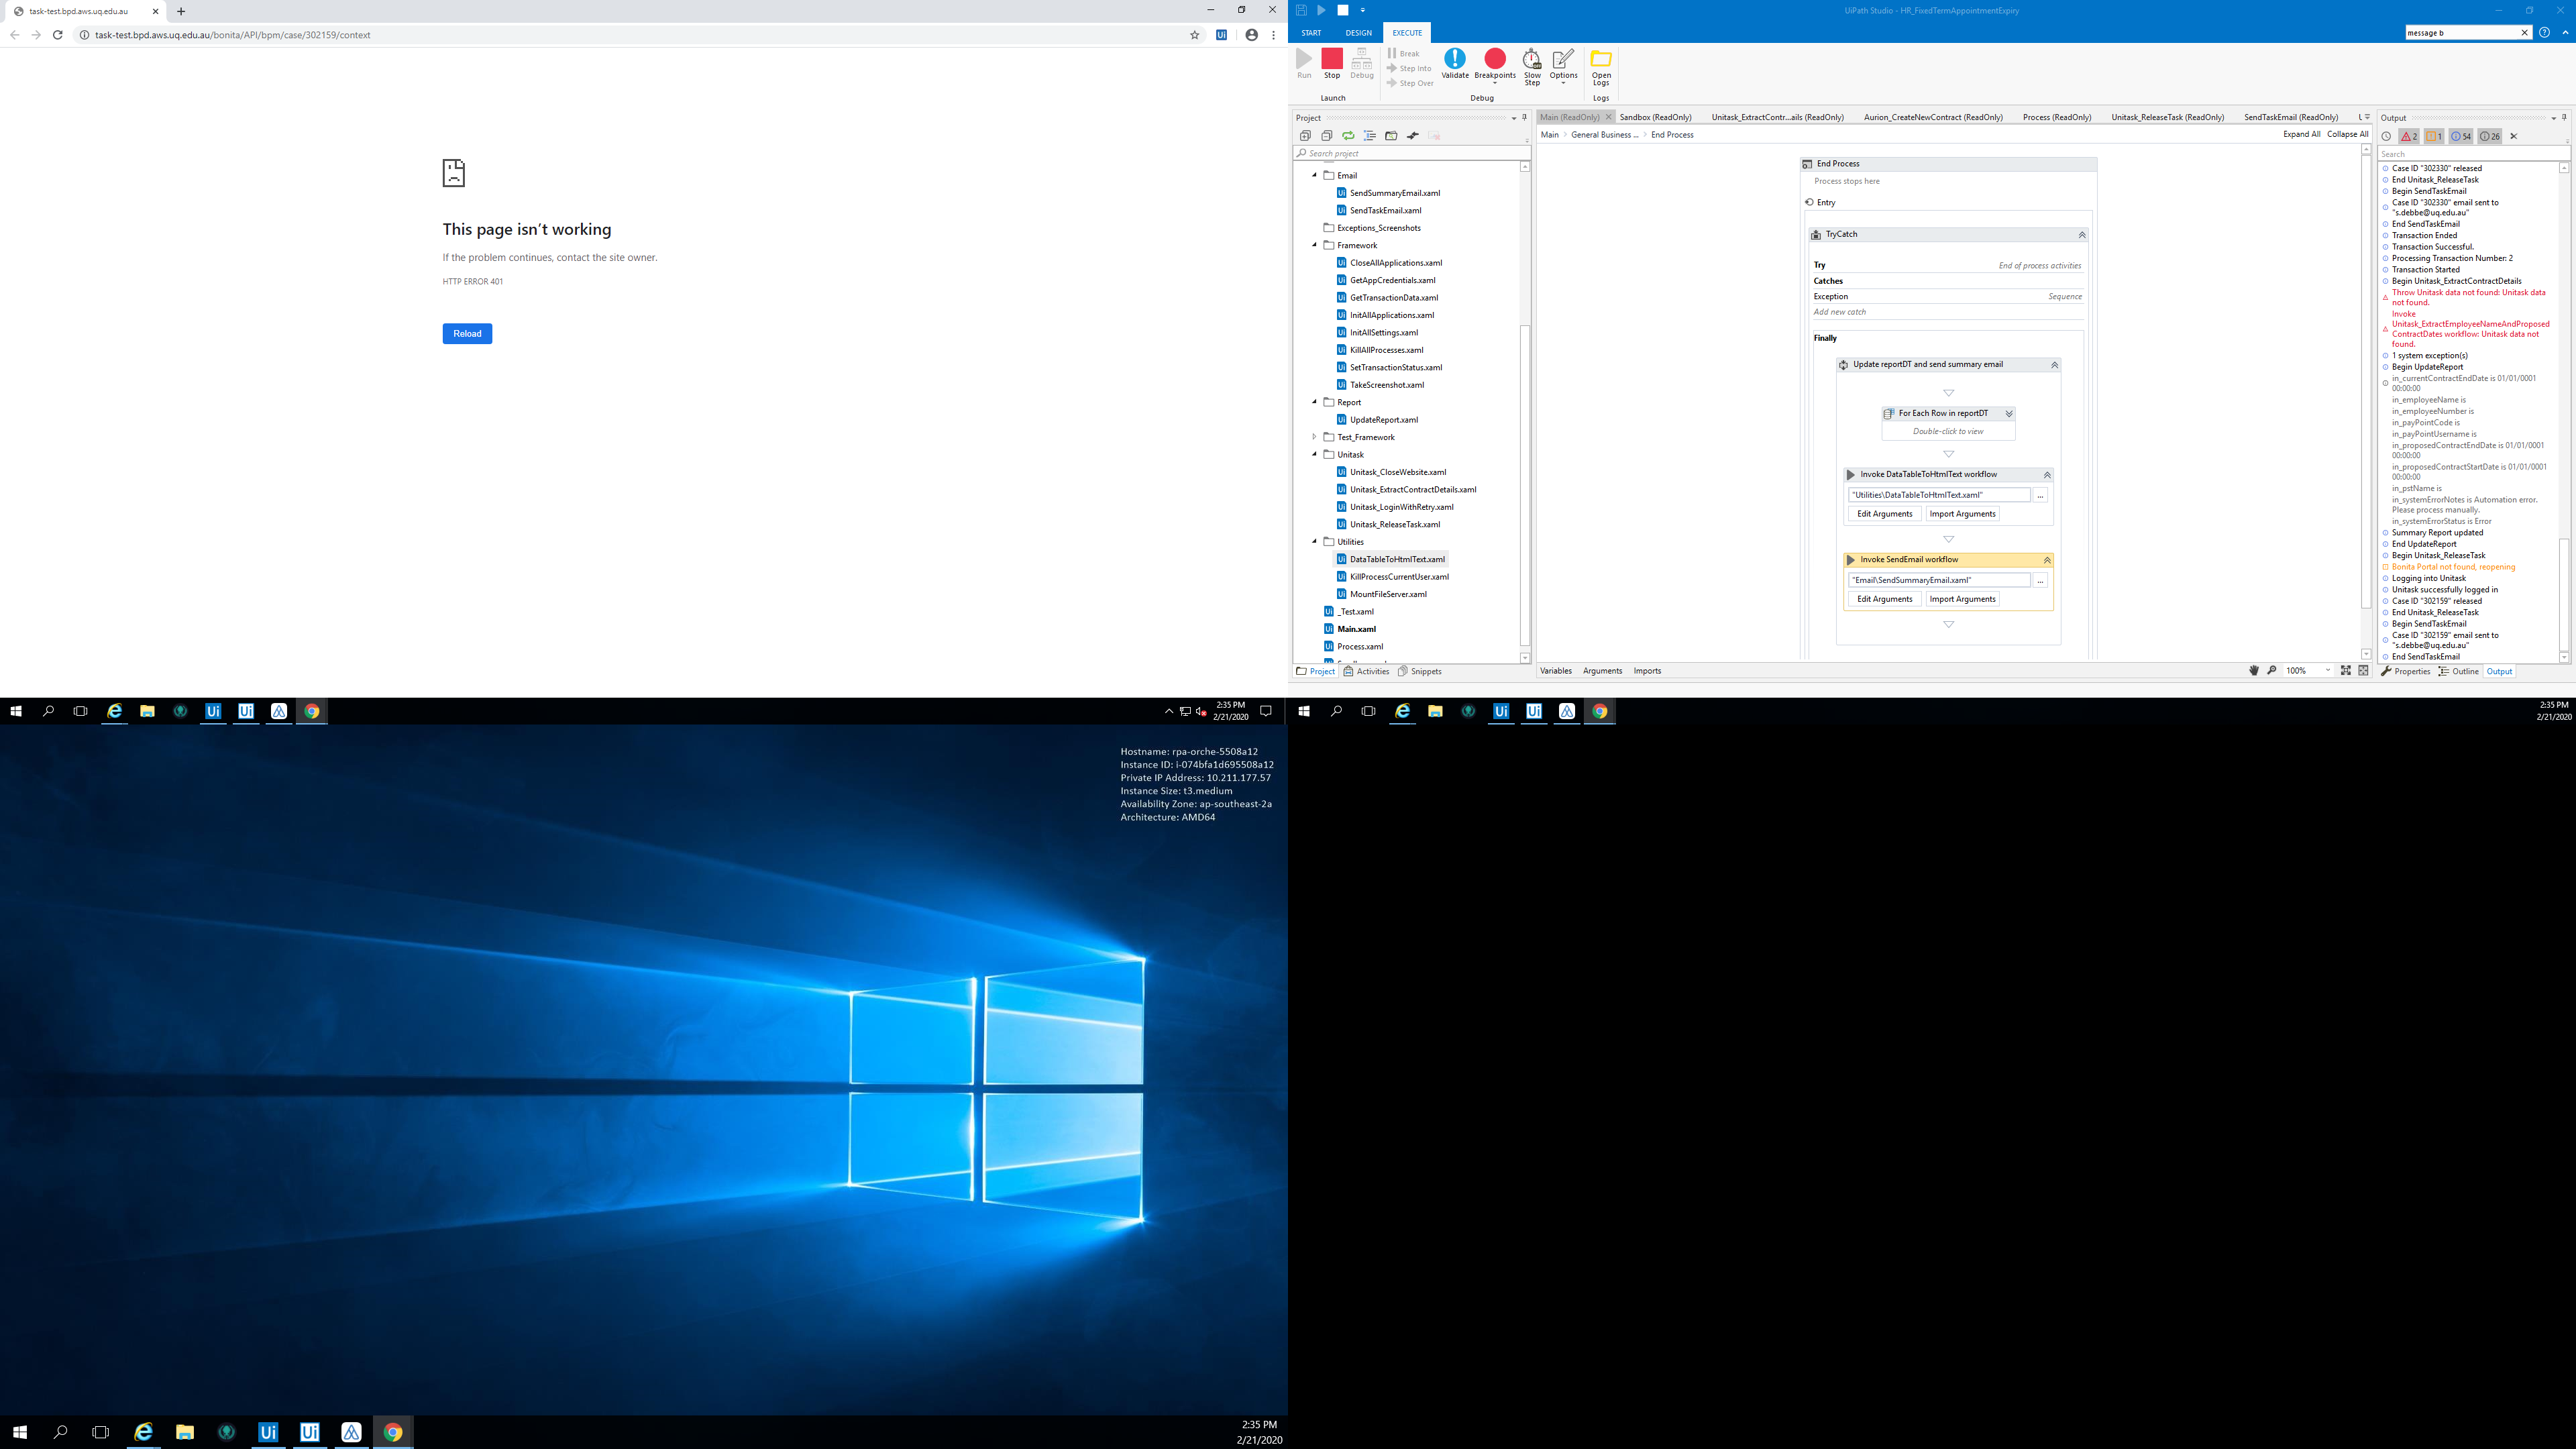 task-test.bpd.aws.uq.edu.au
task-test.bpd.aws.uq.edu.au/bonita/API/bpm/case/302159/context
This page isn't working
If the problem continues, contact the site owner.
HTTP ERROR 401
Reload
2:35 PM
2/21/2020
UiPath Studio - HR_FixedTermAppointmentExpiry
START
DESIGN
EXECUTE
message b
Run
Stop
Debug
Break
Step Into
Step Over
Validate
Breakpoints
Slow Step
Options
Open Logs
Launch
Debug
Logs
Project
Search project
Email
SendSummaryEmail.xaml
SendTaskEmail.xaml
Exceptions_Screenshots
Framework
CloseAllApplications.xaml
GetAppCredentials.xaml
GetTransactionData.xaml
InitAllApplications.xaml
InitAllSettings.xaml
KillAllProcesses.xaml
SetTransactionStatus.xaml
TakeScreenshot.xaml
Report
UpdateReport.xaml
Test_Framework
Unitask
Unitask_CloseWebsite.xaml
Unitask_ExtractContractDetails.xaml
Unitask_LoginWithRetry.xaml
Unitask_ReleaseTask.xaml
Utilities
DataTableToHtmlText.xaml
KillProcessCurrentUser.xaml
MountFileServer.xaml
_Test.xaml
Main.xaml
Process.xaml
Project
Activities
Snippets
Main (ReadOnly)
Sandbox (ReadOnly)
Unitask_ExtractContr...ails (ReadOnly)
Aurion_CreateNewContract (ReadOnly)
Process (ReadOnly)
Unitask_ReleaseTask (ReadOnly)
SendTaskEmail (ReadOnly)
Main > General Business ... > End Process
Expand All
Collapse All
End Process
Process stops here
Entry
TryCatch
Try
End of process activities
Catches
Exception
Sequence
Add new catch
Finally
Update reportDT and send summary email
For Each Row in reportDT
Double-click to view
Invoke DataTableToHtmlText workflow
"Utilities\DataTableToHtmlText.xaml"
...
Edit Arguments
Import Arguments
Invoke SendEmail workflow
"Email\SendSummaryEmail.xaml"
...
Edit Arguments
Import Arguments
Variables
Arguments
Imports
100%
Output
2
1
54
26
Search
Case ID "302330" released
End Unitask_ReleaseTask
Begin SendTaskEmail
Case ID "302330" email sent to
"s.debbe@uq.edu.au"
End SendTaskEmail
Transaction Ended
Transaction Successful.
Processing Transaction Number: 2
Transaction Started
Begin Unitask_ExtractContractDetails
Throw Unitask data not found: Unitask data
not found.
Invoke
Unitask_ExtractEmployeeNameAndProposed
ContractDates workflow: Unitask data not
found.
1 system exception(s)
Begin UpdateReport
in_currentContractEndDate is 01/01/0001
00:00:00
in_employeeName is
in_employeeNumber is
in_payPointCode is
in_payPointUsername is
in_proposedContractEndDate is 01/01/0001
00:00:00
in_proposedContractStartDate is 01/01/0001
00:00:00
in_pstName is
in_systemErrorNotes is Automation error.
Please process manually.
in_systemErrorStatus is Error
Summary Report updated
End UpdateReport
Begin Unitask_ReleaseTask
Bonita Portal not found, reopening
Logging into Unitask
Unitask successfully logged in
Case ID "302159" released
End Unitask_ReleaseTask
Begin SendTaskEmail
Case ID "302159" email sent to
"s.debbe@uq.edu.au"
End SendTaskEmail
Properties
Outline
Output
2:35 PM
2/21/2020
Hostname: rpa-orche-5508a12
Instance ID: i-074bfa1d695508a12
Private IP Address: 10.211.177.57
Instance Size: t3.medium
Availability Zone: ap-southeast-2a
Architecture: AMD64
2:35 PM
2/21/2020